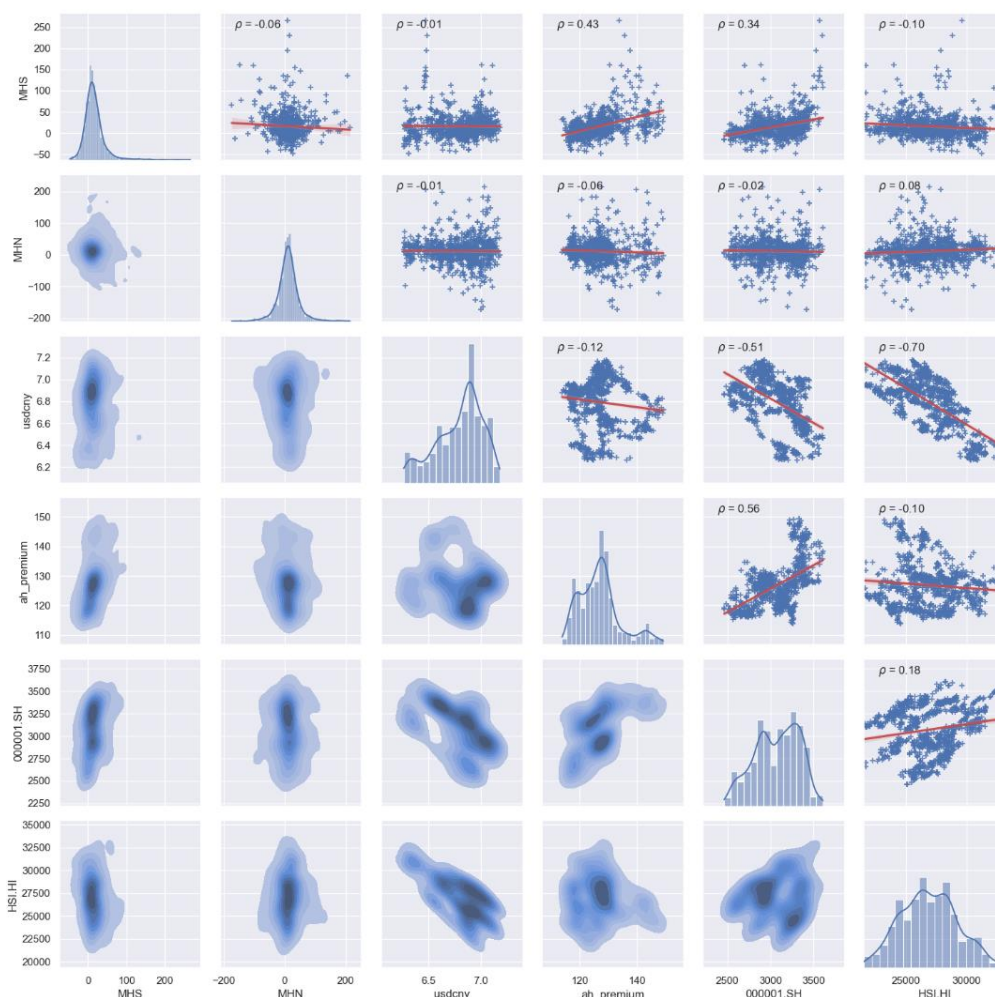 ρ = -0.06 ρ = -0.01 ρ = 0.43 ρ = 0.34 ρ = -0.10
250
200
150
100
50
0
−50
MHS
ρ = -0.01 ρ = -0.06 ρ = -0.02 ρ = 0.08
200
100
0
−100
−200
MHN
ρ = -0.12 ρ = -0.51 ρ = -0.70
7.2
7.0
6.8
6.6
6.4
6.2
usdcny
ρ = 0.56 ρ = -0.10
150
140
130
120
110
ah_premium
ρ = 0.18
3750
3500
3250
3000
2750
2500
2250
000001.SH
35000
32500
30000
27500
25000
22500
20000
HSI.HI
0 100 200 −200 0 200 6.5 7.0 120 140 2500 3000 3500 25000 30000
MHS MHN usdcny ah_premium 000001.SH HSI.HI